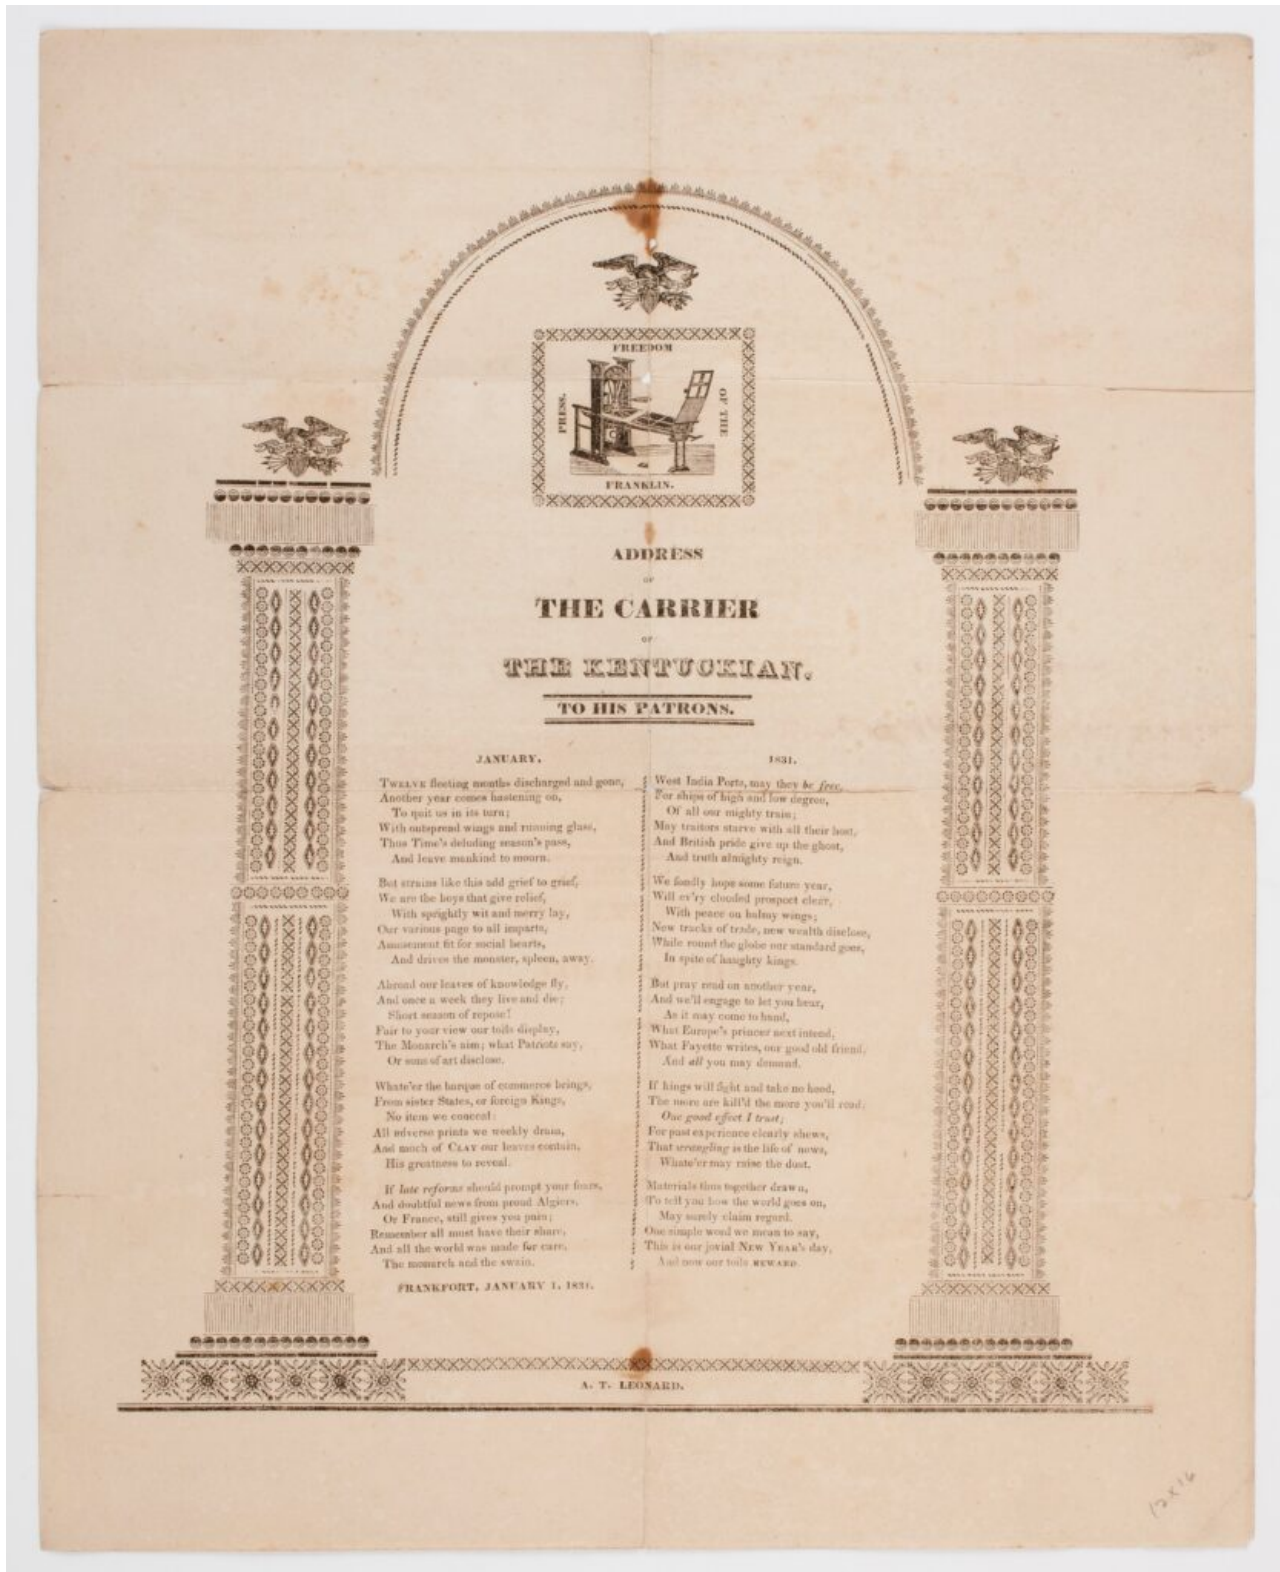 FREEDOM
OF THE
PRESS.
FRANKLIN.
ADDRESS
OF
THE CARRIER
OF
THE KENTUCKIAN.
TO HIS PATRONS.
JANUARY,
TWELVE fleeting months discharged and gone,
Another year comes hastening on,
To quit us in its turn;
With outspread wings and running glass,
Thus Time's deluding season's pass,
And leave mankind to mourn.
But strains like this add grief to grief,
We are the boys that give relief,
With sprightly wit and merry lay,
Our various page to all imparts,
Amusement fit for social hearts,
And drives the monster, spleen, away.
Abroad our leaves of knowledge fly,
And once a week they live and die;
Short season of repose!
Fair to your view our toils display,
The Monarch's aim; what Patriots say,
Or sons of art disclose.
Whate'er the barque of commerce brings,
From sister States, or foreign Kings,
No item we conceal:
All adverse prints we weekly drain,
And much of CLAY our leaves contain,
His greatness to reveal.
If late reforms should prompt your fears,
And doubtful news from proud Algiers,
Or France, still gives you pain;
Remember all must have their share,
And all the world was made for care,
The monarch and the swain.
FRANKFORT, JANUARY 1, 1831.
1831.
West India Ports, may they be free,
For ships of high and low degree,
Of all our mighty train;
May traitors starve with all their host,
And British pride give up the ghost,
And truth almighty reign.
We fondly hope some future year,
Will ev'ry clouded prospect clear,
With peace on balmy wings;
New tracks of trade, new wealth disclose,
While round the globe our standard goes,
In spite of haughty kings.
But pray read on another year,
And we'll engage to let you hear,
As it may come to hand,
What Europe's princes next intend,
What Fayette writes, our good old friend,
And all you may demand.
If kings will fight and take no heed,
The more are kill'd the more you'll read;
One good effect I trust;
For past experience clearly shews,
That wrangling is the life of news,
Whate'er may raise the dust.
Materials thus together drawn,
To tell you how the world goes on,
May surely claim regard.
One simple word we mean to say,
This is our jovial NEW YEAR's day,
And now our toils REWARD.
A. T. LEONARD.
12 x 16